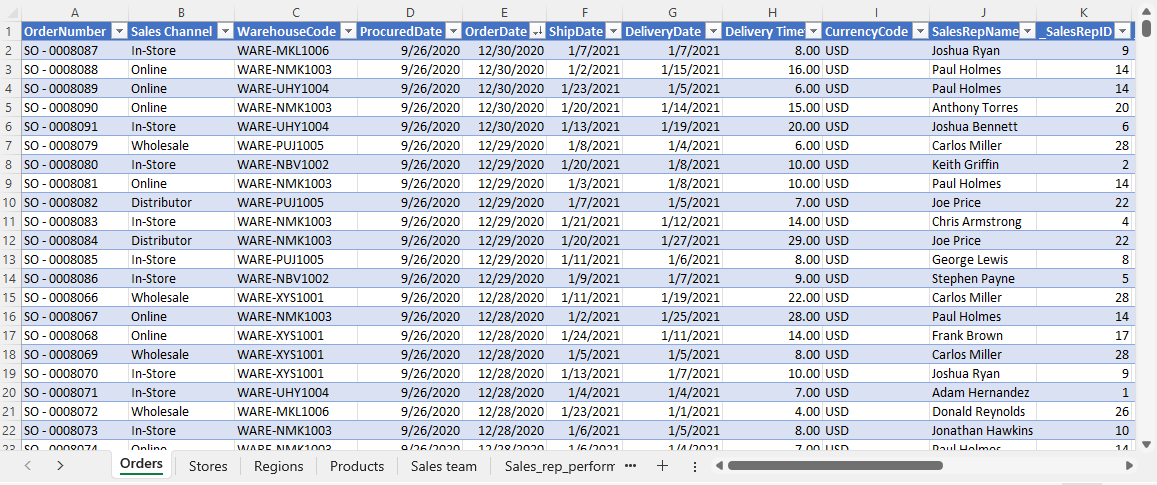 A B C D E F G H I J K
1 OrderNumber Sales Channel WarehouseCode ProcuredDate OrderDate ShipDate DeliveryDate Delivery Time CurrencyCode SalesRepName _SalesRepID
2 SO - 0008087 In-Store WARE-MKL1006 9/26/2020 12/30/2020 1/7/2021 1/7/2021 8.00 USD Joshua Ryan 9
3 SO - 0008088 Online WARE-NMK1003 9/26/2020 12/30/2020 1/2/2021 1/15/2021 16.00 USD Paul Holmes 14
4 SO - 0008089 Online WARE-UHY1004 9/26/2020 12/30/2020 1/23/2021 1/5/2021 6.00 USD Paul Holmes 14
5 SO - 0008090 Online WARE-NMK1003 9/26/2020 12/30/2020 1/20/2021 1/14/2021 15.00 USD Anthony Torres 20
6 SO - 0008091 In-Store WARE-UHY1004 9/26/2020 12/30/2020 1/13/2021 1/19/2021 20.00 USD Joshua Bennett 6
7 SO - 0008079 Wholesale WARE-PUJ1005 9/26/2020 12/29/2020 1/8/2021 1/4/2021 6.00 USD Carlos Miller 28
8 SO - 0008080 In-Store WARE-NBV1002 9/26/2020 12/29/2020 1/20/2021 1/8/2021 10.00 USD Keith Griffin 2
9 SO - 0008081 Online WARE-NMK1003 9/26/2020 12/29/2020 1/3/2021 1/8/2021 10.00 USD Paul Holmes 14
10 SO - 0008082 Distributor WARE-PUJ1005 9/26/2020 12/29/2020 1/7/2021 1/5/2021 7.00 USD Joe Price 22
11 SO - 0008083 In-Store WARE-NMK1003 9/26/2020 12/29/2020 1/21/2021 1/12/2021 14.00 USD Chris Armstrong 4
12 SO - 0008084 Distributor WARE-NMK1003 9/26/2020 12/29/2020 1/20/2021 1/27/2021 29.00 USD Joe Price 22
13 SO - 0008085 In-Store WARE-PUJ1005 9/26/2020 12/29/2020 1/11/2021 1/6/2021 8.00 USD George Lewis 8
14 SO - 0008086 In-Store WARE-NBV1002 9/26/2020 12/29/2020 1/9/2021 1/7/2021 9.00 USD Stephen Payne 5
15 SO - 0008066 Wholesale WARE-XYS1001 9/26/2020 12/28/2020 1/11/2021 1/19/2021 22.00 USD Carlos Miller 28
16 SO - 0008067 Online WARE-NMK1003 9/26/2020 12/28/2020 1/2/2021 1/25/2021 28.00 USD Paul Holmes 14
17 SO - 0008068 Online WARE-XYS1001 9/26/2020 12/28/2020 1/24/2021 1/11/2021 14.00 USD Frank Brown 17
18 SO - 0008069 Wholesale WARE-XYS1001 9/26/2020 12/28/2020 1/5/2021 1/5/2021 8.00 USD Carlos Miller 28
19 SO - 0008070 In-Store WARE-XYS1001 9/26/2020 12/28/2020 1/13/2021 1/7/2021 10.00 USD Joshua Ryan 9
20 SO - 0008071 In-Store WARE-UHY1004 9/26/2020 12/28/2020 1/4/2021 1/4/2021 7.00 USD Adam Hernandez 1
21 SO - 0008072 Wholesale WARE-MKL1006 9/26/2020 12/28/2020 1/23/2021 1/1/2021 4.00 USD Donald Reynolds 26
22 SO - 0008073 In-Store WARE-NMK1003 9/26/2020 12/28/2020 1/6/2021 1/5/2021 8.00 USD Jonathan Hawkins 10
23 SO - 0008074 Online WARE-NMK1003 9/26/2020 12/28/2020 1/6/2021 1/4/2021 7.00 USD Paul Holmes 14
Orders Stores Regions Products Sales team Sales_rep_perform ...